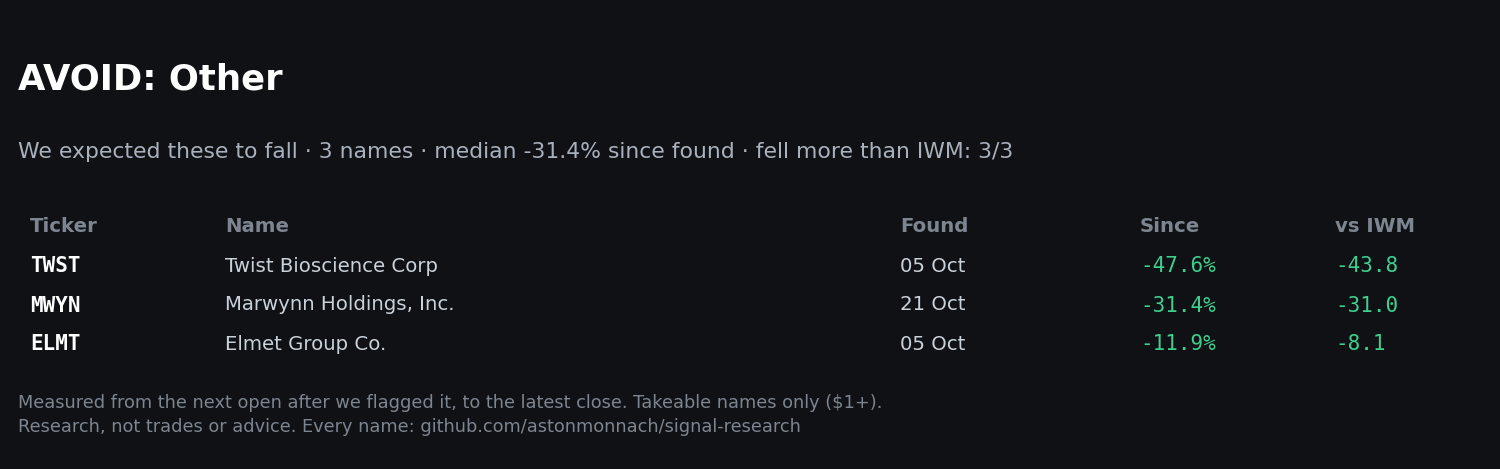 AVOID: Other
We expected these to fall · 3 names · median -31.4% since found · fell more than IWM: 3/3
Ticker Name Found Since vs IWM
TWST Twist Bioscience Corp 05 Oct -47.6% -43.8
MWYN Marwynn Holdings, Inc. 21 Oct -31.4% -31.0
ELMT Elmet Group Co. 05 Oct -11.9% -8.1
Measured from the next open after we flagged it, to the latest close. Takeable names only ($1+).
Research, not trades or advice. Every name: github.com/astonmonnach/signal-research